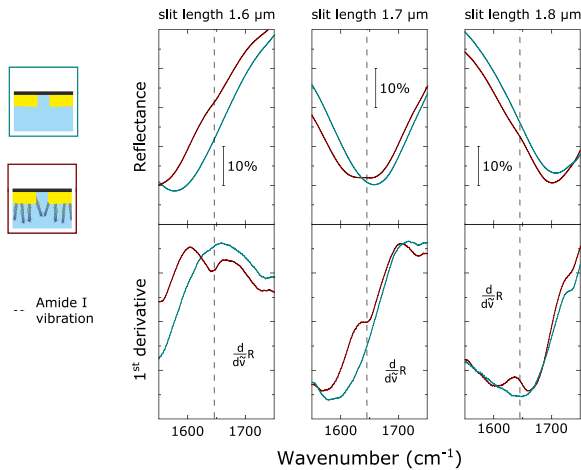 slit length 1.6 µm
slit length 1.7 µm
slit length 1.8 µm
Reflectance
10%
10%
10%
-- Amide I
vibration
1st derivative
d/dν̃ R
d/dν̃ R
d/dν̃ R
1600 1700
1600 1700
1600 1700
Wavenumber (cm⁻¹)